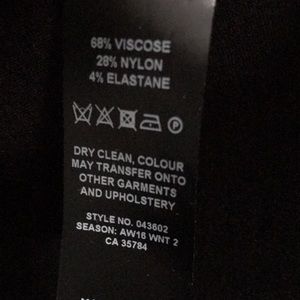 68% VISCOSE
28% NYLON
4% ELASTANE
P
DRY CLEAN, COLOUR
MAY TRANSFER ONTO
OTHER GARMENTS
AND UPHOLSTERY
STYLE NO. 043602
SEASON: AW16 WNT 2
CA 35784